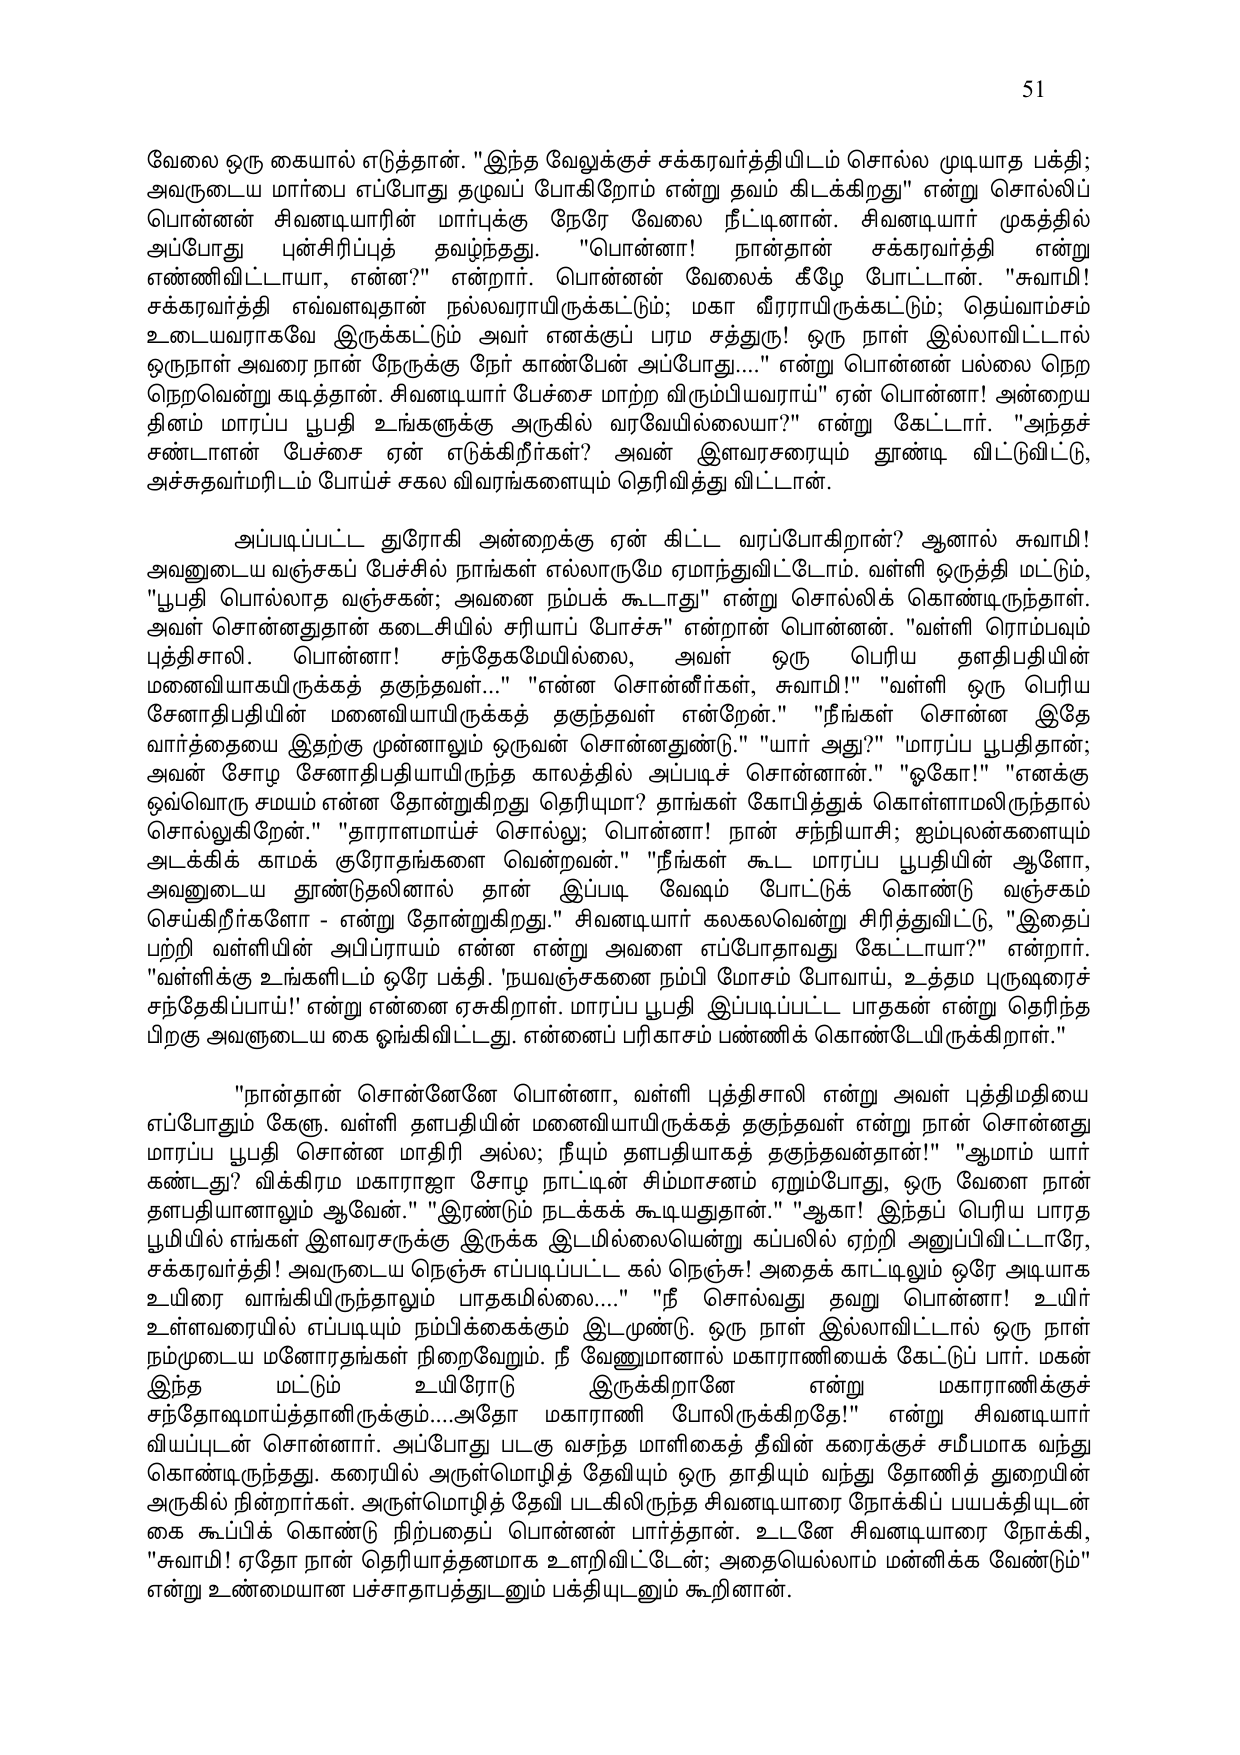 51
வேலை ஒரு கையால் எடுத்தான். "இந்த வேலுக்குச் சக்கரவர்த்தியிடம் சொல்ல முடியாத பக்தி;
அவருடைய மார்பை எப்போது தழுவப் போகிறோம் என்று தவம் கிடக்கிறது" என்று சொல்லிப்
பொன்னன் சிவனடியாரின் மார்புக்கு நேரே வேலை நீட்டினான். சிவனடியார் முகத்தில்
அப்போது புன்சிரிப்புத் தவழ்ந்தது. "பொன்னா! நான்தான் சக்கரவர்த்தி என்று
எண்ணிவிட்டாயா, என்ன?" என்றார். பொன்னன் வேலைக் கீழே போட்டான். "சுவாமி!
சக்கரவர்த்தி எவ்வளவுதான் நல்லவராயிருக்கட்டும்; மகா வீரராயிருக்கட்டும்; தெய்வாம்சம்
உடையவராகவே இருக்கட்டும் அவர் எனக்குப் பரம சத்துரு! ஒரு நாள் இல்லாவிட்டால்
ஒருநாள் அவரை நான் நேருக்கு நேர் காண்பேன் அப்போது...." என்று பொன்னன் பல்லை நெற
நெறவென்று கடித்தான். சிவனடியார் பேச்சை மாற்ற விரும்பியவராய்" ஏன் பொன்னா! அன்றைய
தினம் மாரப்ப பூபதி உங்களுக்கு அருகில் வரவேயில்லையா?" என்று கேட்டார். "அந்தச்
சண்டாளன் பேச்சை ஏன் எடுக்கிறீர்கள்? அவன் இளவரசரையும் தூண்டி விட்டுவிட்டு,
அச்சுதவர்மரிடம் போய்ச் சகல விவரங்களையும் தெரிவித்து விட்டான்.
அப்படிப்பட்ட துரோகி அன்றைக்கு ஏன் கிட்ட வரப்போகிறான்? ஆனால் சுவாமி!
அவனுடைய வஞ்சகப் பேச்சில் நாங்கள் எல்லாருமே ஏமாந்துவிட்டோம். வள்ளி ஒருத்தி மட்டும்,
"பூபதி பொல்லாத வஞ்சகன்; அவனை நம்பக் கூடாது" என்று சொல்லிக் கொண்டிருந்தாள்.
அவள் சொன்னதுதான் கடைசியில் சரியாப் போச்சு" என்றான் பொன்னன். "வள்ளி ரொம்பவும்
புத்திசாலி. பொன்னா! சந்தேகமேயில்லை, அவள் ஒரு பெரிய தளதிபதியின்
மனைவியாகயிருக்கத் தகுந்தவள்..." "என்ன சொன்னீர்கள், சுவாமி!" "வள்ளி ஒரு பெரிய
சேனாதிபதியின் மனைவியாயிருக்கத் தகுந்தவள் என்றேன்." "நீங்கள் சொன்ன இதே
வார்த்தையை இதற்கு முன்னாலும் ஒருவன் சொன்னதுண்டு." "யார் அது?" "மாரப்ப பூபதிதான்;
அவன் சோழ சேனாதிபதியாயிருந்த காலத்தில் அப்படிச் சொன்னான்." "ஓகோ!" "எனக்கு
ஒவ்வொரு சமயம் என்ன தோன்றுகிறது தெரியுமா? தாங்கள் கோபித்துக் கொள்ளாமலிருந்தால்
சொல்லுகிறேன்." "தாராளமாய்ச் சொல்லு; பொன்னா! நான் சந்நியாசி; ஐம்புலன்களையும்
அடக்கிக் காமக் குரோதங்களை வென்றவன்." "நீங்கள் கூட மாரப்ப பூபதியின் ஆளோ,
அவனுடைய தூண்டுதலினால் தான் இப்படி வேஷம் போட்டுக் கொண்டு வஞ்சகம்
செய்கிறீர்களோ - என்று தோன்றுகிறது." சிவனடியார் கலகலவென்று சிரித்துவிட்டு, "இதைப்
பற்றி வள்ளியின் அபிப்ராயம் என்ன என்று அவளை எப்போதாவது கேட்டாயா?" என்றார்.
"வள்ளிக்கு உங்களிடம் ஒரே பக்தி. 'நயவஞ்சகனை நம்பி மோசம் போவாய், உத்தம புருஷரைச்
சந்தேகிப்பாய்!' என்று என்னை ஏசுகிறாள். மாரப்ப பூபதி இப்படிப்பட்ட பாதகன் என்று தெரிந்த
பிறகு அவளுடைய கை ஓங்கிவிட்டது. என்னைப் பரிகாசம் பண்ணிக் கொண்டேயிருக்கிறாள்."
"நான்தான் சொன்னேனே பொன்னா, வள்ளி புத்திசாலி என்று அவள் புத்திமதியை
எப்போதும் கேளு. வள்ளி தளபதியின் மனைவியாயிருக்கத் தகுந்தவள் என்று நான் சொன்னது
மாரப்ப பூபதி சொன்ன மாதிரி அல்ல; நீயும் தளபதியாகத் தகுந்தவன்தான்!" "ஆமாம் யார்
கண்டது? விக்கிரம மகாராஜா சோழ நாட்டின் சிம்மாசனம் ஏறும்போது, ஒரு வேளை நான்
தளபதியானாலும் ஆவேன்." "இரண்டும் நடக்கக் கூடியதுதான்." "ஆகா! இந்தப் பெரிய பாரத
பூமியில் எங்கள் இளவரசருக்கு இருக்க இடமில்லையென்று கப்பலில் ஏற்றி அனுப்பிவிட்டாரே,
சக்கரவர்த்தி! அவருடைய நெஞ்சு எப்படிப்பட்ட கல் நெஞ்சு! அதைக் காட்டிலும் ஒரே அடியாக
உயிரை வாங்கியிருந்தாலும் பாதகமில்லை...." "நீ சொல்வது தவறு பொன்னா! உயிர்
உள்ளவரையில் எப்படியும் நம்பிக்கைக்கும் இடமுண்டு. ஒரு நாள் இல்லாவிட்டால் ஒரு நாள்
நம்முடைய மனோரதங்கள் நிறைவேறும். நீ வேணுமானால் மகாராணியைக் கேட்டுப் பார். மகன்
இந்த மட்டும் உயிரோடு இருக்கிறானே என்று மகாராணிக்குச்
சந்தோஷமாய்த்தானிருக்கும்....அதோ மகாராணி போலிருக்கிறதே!" என்று சிவனடியார்
வியப்புடன் சொன்னார். அப்போது படகு வசந்த மாளிகைத் தீவின் கரைக்குச் சமீபமாக வந்து
கொண்டிருந்தது. கரையில் அருள்மொழித் தேவியும் ஒரு தாதியும் வந்து தோணித் துறையின்
அருகில் நின்றார்கள். அருள்மொழித் தேவி படகிலிருந்த சிவனடியாரை நோக்கிப் பயபக்தியுடன்
கை கூப்பிக் கொண்டு நிற்பதைப் பொன்னன் பார்த்தான். உடனே சிவனடியாரை நோக்கி,
"சுவாமி! ஏதோ நான் தெரியாத்தனமாக உளறிவிட்டேன்; அதையெல்லாம் மன்னிக்க வேண்டும்"
என்று உண்மையான பச்சாதாபத்துடனும் பக்தியுடனும் கூறினான்.